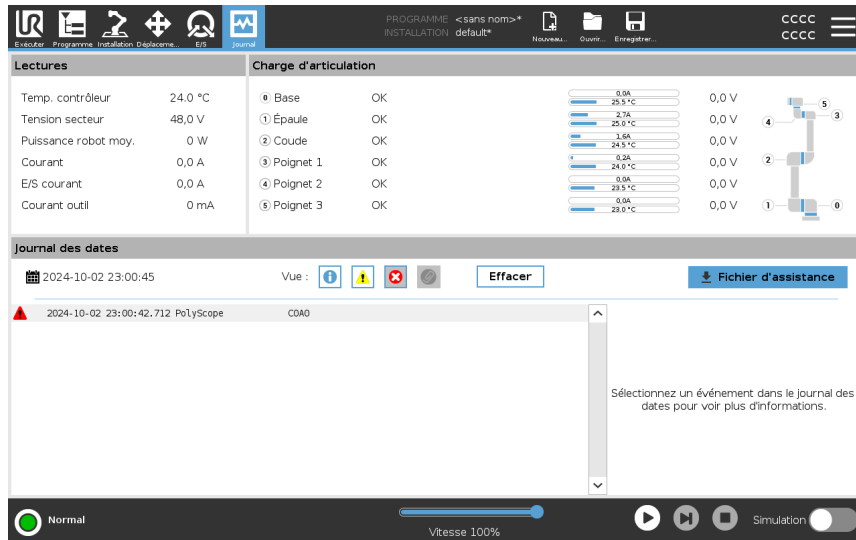 PROGRAMME <sans nom>*
INSTALLATION default*
cccc
cccc
Exécuter Programme Installation Déplaceme... E/S Journal
Nouveau... Ouvrir... Enregistrer...
Lectures
Charge d'articulation
Temp. contrôleur 24.0 °C
Tension secteur 48,0 V
Puissance robot moy. 0 W
Courant 0,0 A
E/S courant 0,0 A
Courant outil 0 mA
0 Base OK 0,0A 25.5 °C 0,0 V
1 Épaule OK 2,7A 25.0 °C 0,0 V
2 Coude OK 1,6A 24.5 °C 0,0 V
3 Poignet 1 OK 0,2A 24.0 °C 0,0 V
4 Poignet 2 OK 0,0A 23.5 °C 0,0 V
5 Poignet 3 OK 0,0A 23.0 °C 0,0 V
5
4 3
2
1 0
Journal des dates
2024-10-02 23:00:45 Vue : Effacer Fichier d'assistance
2024-10-02 23:00:42.712 PolyScope C0A0
Sélectionnez un événement dans le journal des
dates pour voir plus d'informations.
Normal
Vitesse 100%
Simulation